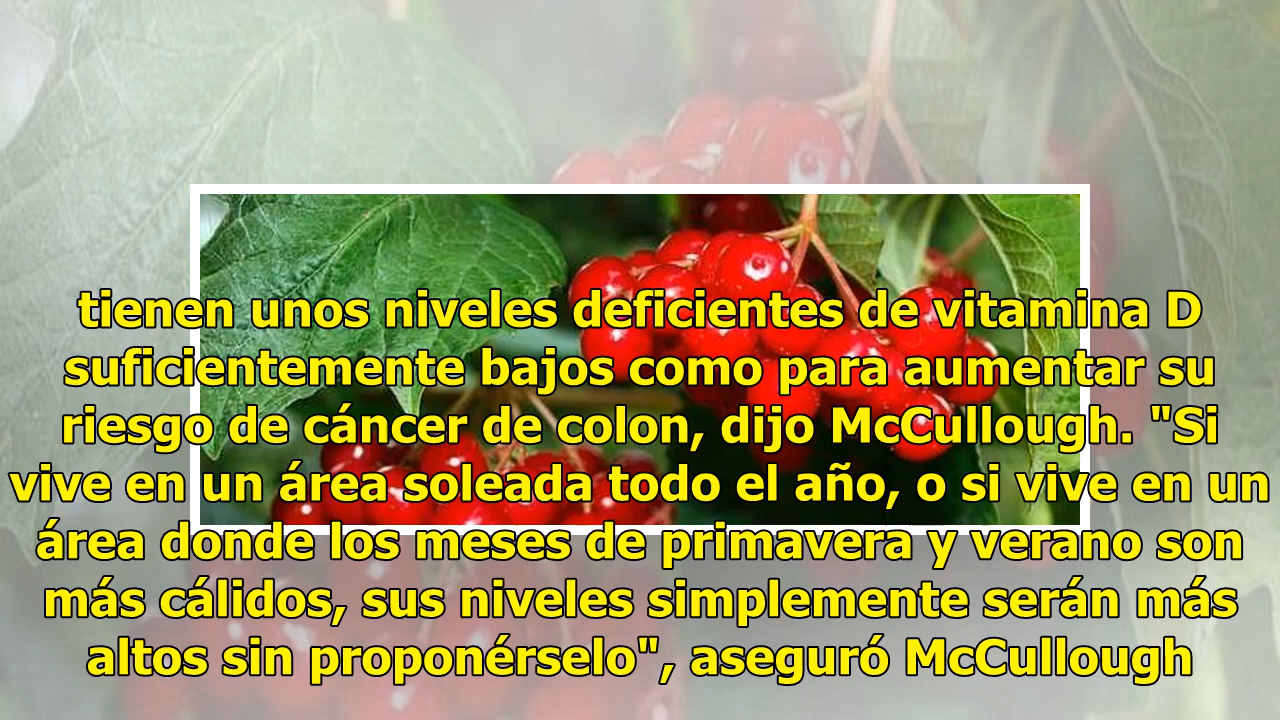 tienen unos niveles deficientes de vitamina D
suficientemente bajos como para aumentar su
riesgo de cáncer de colon, dijo McCullough. "Si
vive en un área soleada todo el año, o si vive en un
área donde los meses de primavera y verano son
más cálidos, sus niveles simplemente serán más
altos sin proponérselo", aseguró McCullough